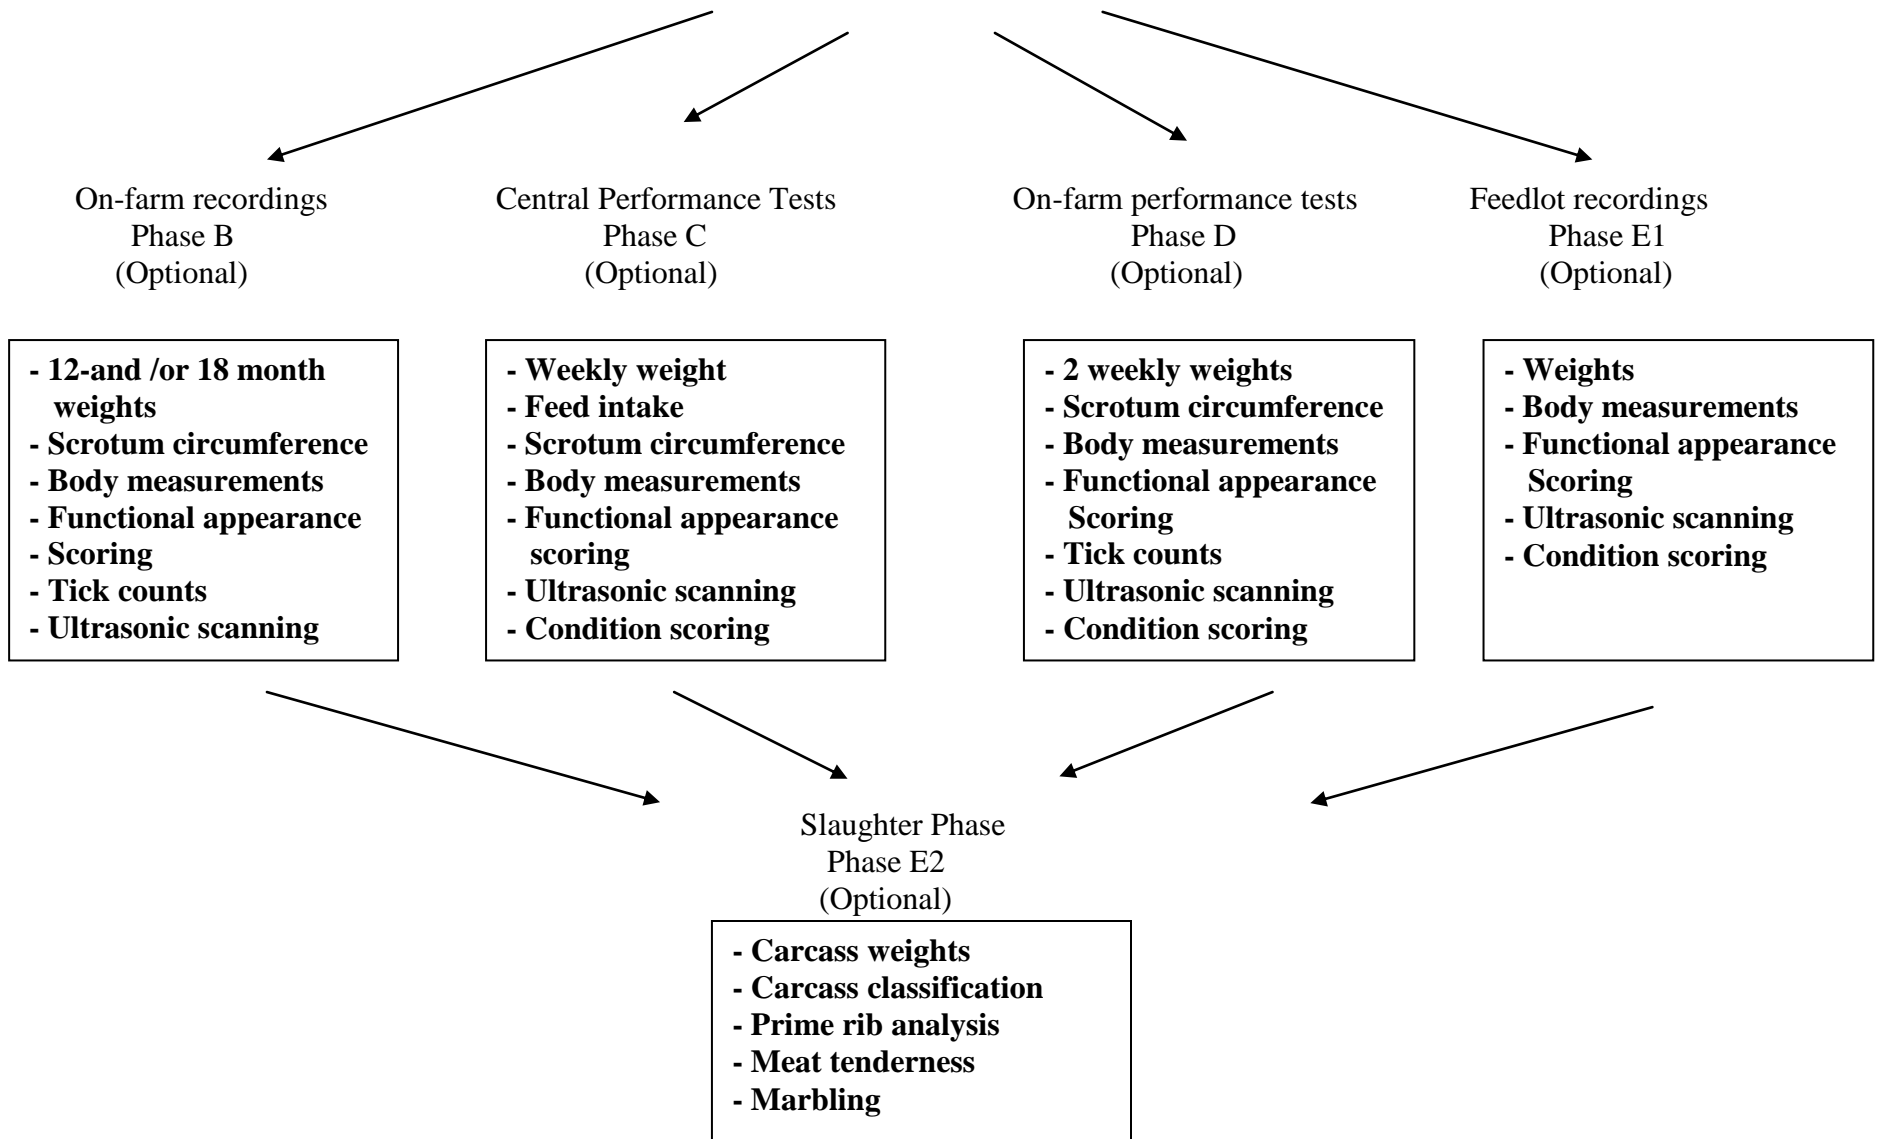 On-farm recordings
Phase B
(Optional)
Central Performance Tests
Phase C
(Optional)
On-farm performance tests
Phase D
(Optional)
Feedlot recordings
Phase E1
(Optional)
- 12-and /or 18 month
weights
- Scrotum circumference
- Body measurements
- Functional appearance
- Scoring
- Tick counts
- Ultrasonic scanning
- Weekly weight
- Feed intake
- Scrotum circumference
- Body measurements
- Functional appearance
scoring
- Ultrasonic scanning
- Condition scoring
- 2 weekly weights
- Scrotum circumference
- Body measurements
- Functional appearance
Scoring
- Tick counts
- Ultrasonic scanning
- Condition scoring
- Weights
- Body measurements
- Functional appearance
Scoring
- Ultrasonic scanning
- Condition scoring
Slaughter Phase
Phase E2
(Optional)
- Carcass weights
- Carcass classification
- Prime rib analysis
- Meat tenderness
- Marbling